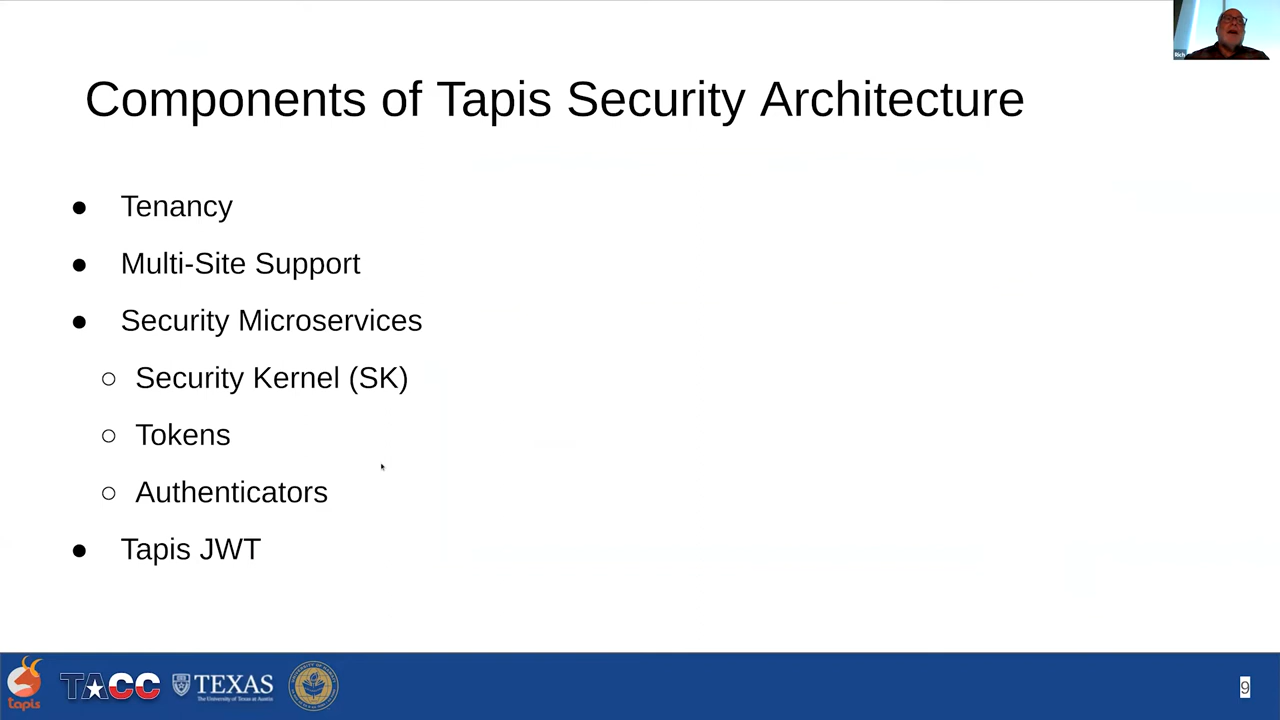 Rich
Components of Tapis Security Architecture
● Tenancy
● Multi-Site Support
● Security Microservices
○ Security Kernel (SK)
○ Tokens
○ Authenticators
● Tapis JWT
tapis
TACC
TEXAS
The University of Texas at Austin
9